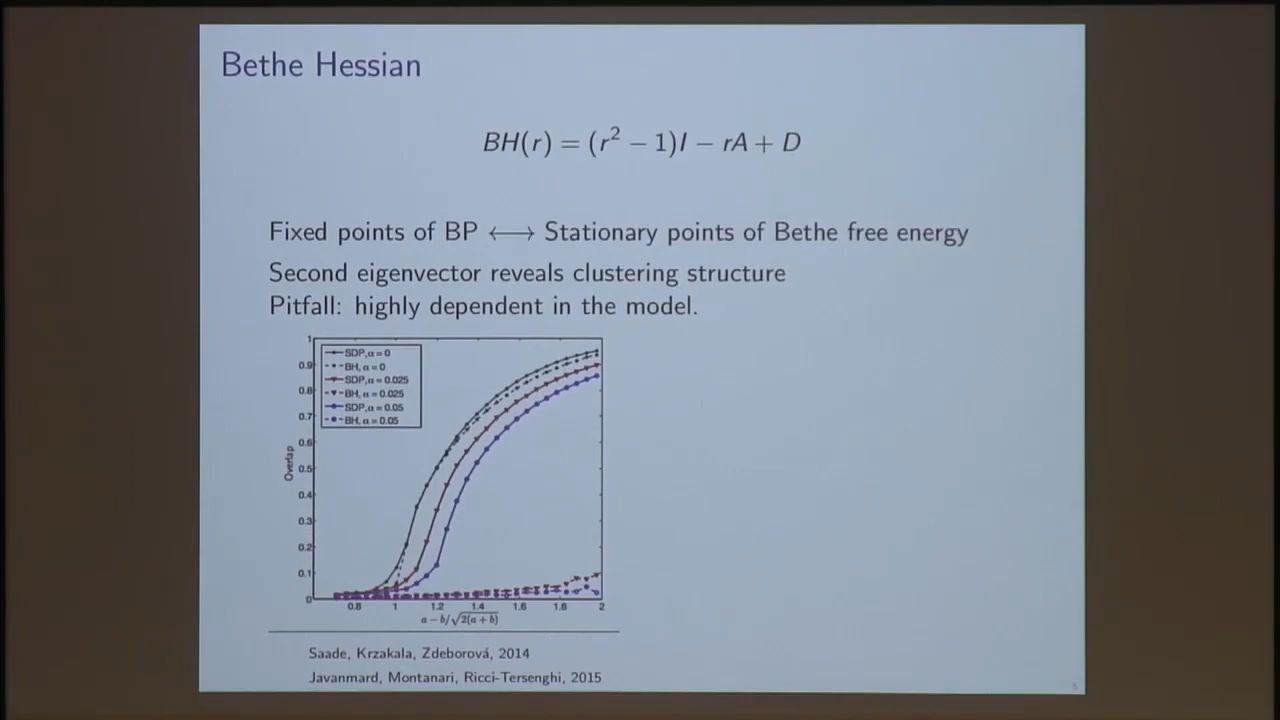 Bethe Hessian
BH(r) = (r² − 1)I − rA + D
Fixed points of BP ⟷ Stationary points of Bethe free energy
Second eigenvector reveals clustering structure
Pitfall: highly dependent in the model.
SDP, α = 0
BH, α = 0
SDP, α = 0.025
BH, α = 0.025
SDP, α = 0.05
BH, α = 0.05
1
0.9
0.8
0.7
0.6
0.5
0.4
0.3
0.2
0.1
0
Overlap
0.8 1 1.2 1.4 1.6 1.8 2
a − b/√2(a + b)
Saade, Krzakala, Zdeborová, 2014
Javanmard, Montanari, Ricci-Tersenghi, 2015
5